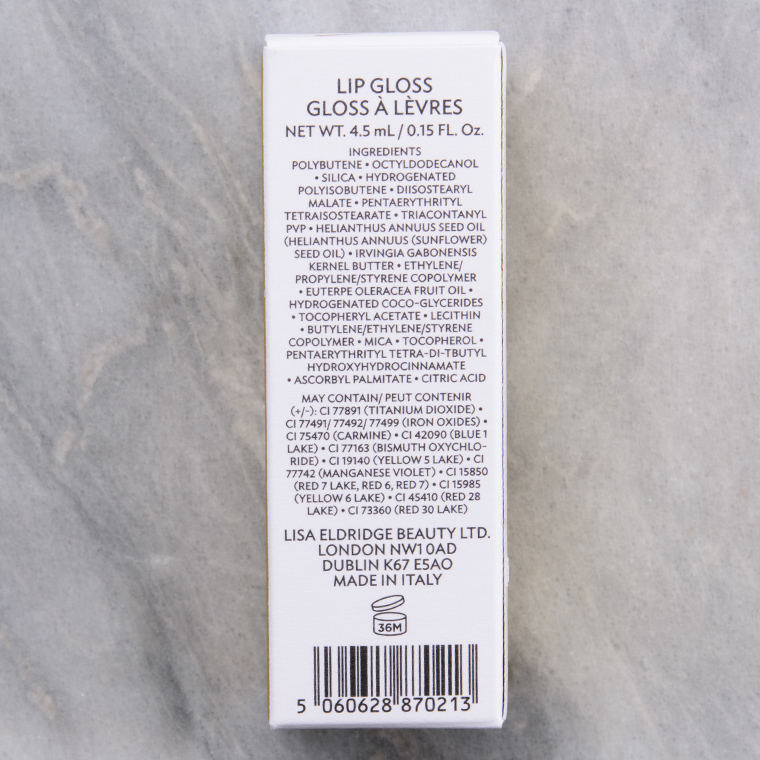 LIP GLOSS
GLOSS À LÈVRES
NET WT. 4.5 mL / 0.15 FL. Oz.
INGREDIENTS
POLYBUTENE • OCTYLDODECANOL
• SILICA • HYDROGENATED
POLYISOBUTENE • DIISOSTEARYL
MALATE • PENTAERYTHRITYL
TETRAISOSTEARATE • TRIACONTANYL
PVP • HELIANTHUS ANNUUS SEED OIL
(HELIANTHUS ANNUUS (SUNFLOWER)
SEED OIL) • IRVINGIA GABONENSIS
KERNEL BUTTER • ETHYLENE/
PROPYLENE/STYRENE COPOLYMER
• EUTERPE OLERACEA FRUIT OIL •
HYDROGENATED COCO-GLYCERIDES
• TOCOPHERYL ACETATE • LECITHIN
• BUTYLENE/ETHYLENE/STYRENE
COPOLYMER • MICA • TOCOPHEROL •
PENTAERYTHRITYL TETRA-DI-TBUTYL
HYDROXYHYDROCINNAMATE
• ASCORBYL PALMITATE • CITRIC ACID
MAY CONTAIN/ PEUT CONTENIR
(+/-): CI 77891 (TITANIUM DIOXIDE) •
CI 77491/ 77492/ 77499 (IRON OXIDES) •
CI 75470 (CARMINE) • CI 42090 (BLUE 1
LAKE) • CI 77163 (BISMUTH OXYCHLO-
RIDE) • CI 19140 (YELLOW 5 LAKE) • CI
77742 (MANGANESE VIOLET) • CI 15850
(RED 7 LAKE, RED 6, RED 7) • CI 15985
(YELLOW 6 LAKE) • CI 45410 (RED 28
LAKE) • CI 73360 (RED 30 LAKE)
LISA ELDRIDGE BEAUTY LTD.
LONDON NW1 0AD
DUBLIN K67 E5AO
MADE IN ITALY
36M
5 060628 870213